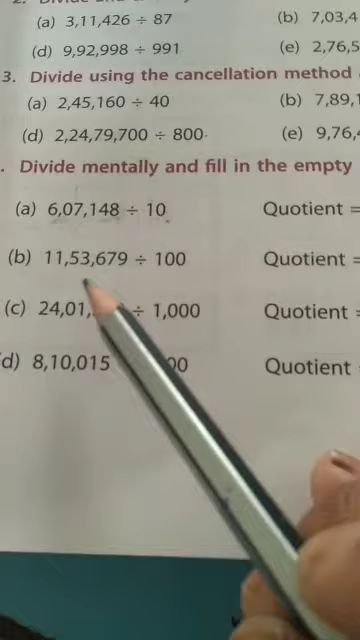 (a) 3,11,426 ÷ 87 (b) 7,03,4
(d) 9,92,998 ÷ 991 (e) 2,76,5
3. Divide using the cancellation method
(a) 2,45,160 ÷ 40 (b) 7,89,1
(d) 2,24,79,700 ÷ 800. (e) 9,76,
. Divide mentally and fill in the empty
(a) 6,07,148 ÷ 10 Quotient =
(b) 11,53,679 ÷ 100 Quotient =
(c) 24,01, ÷ 1,000 Quotient =
d) 8,10,015 00 Quotient